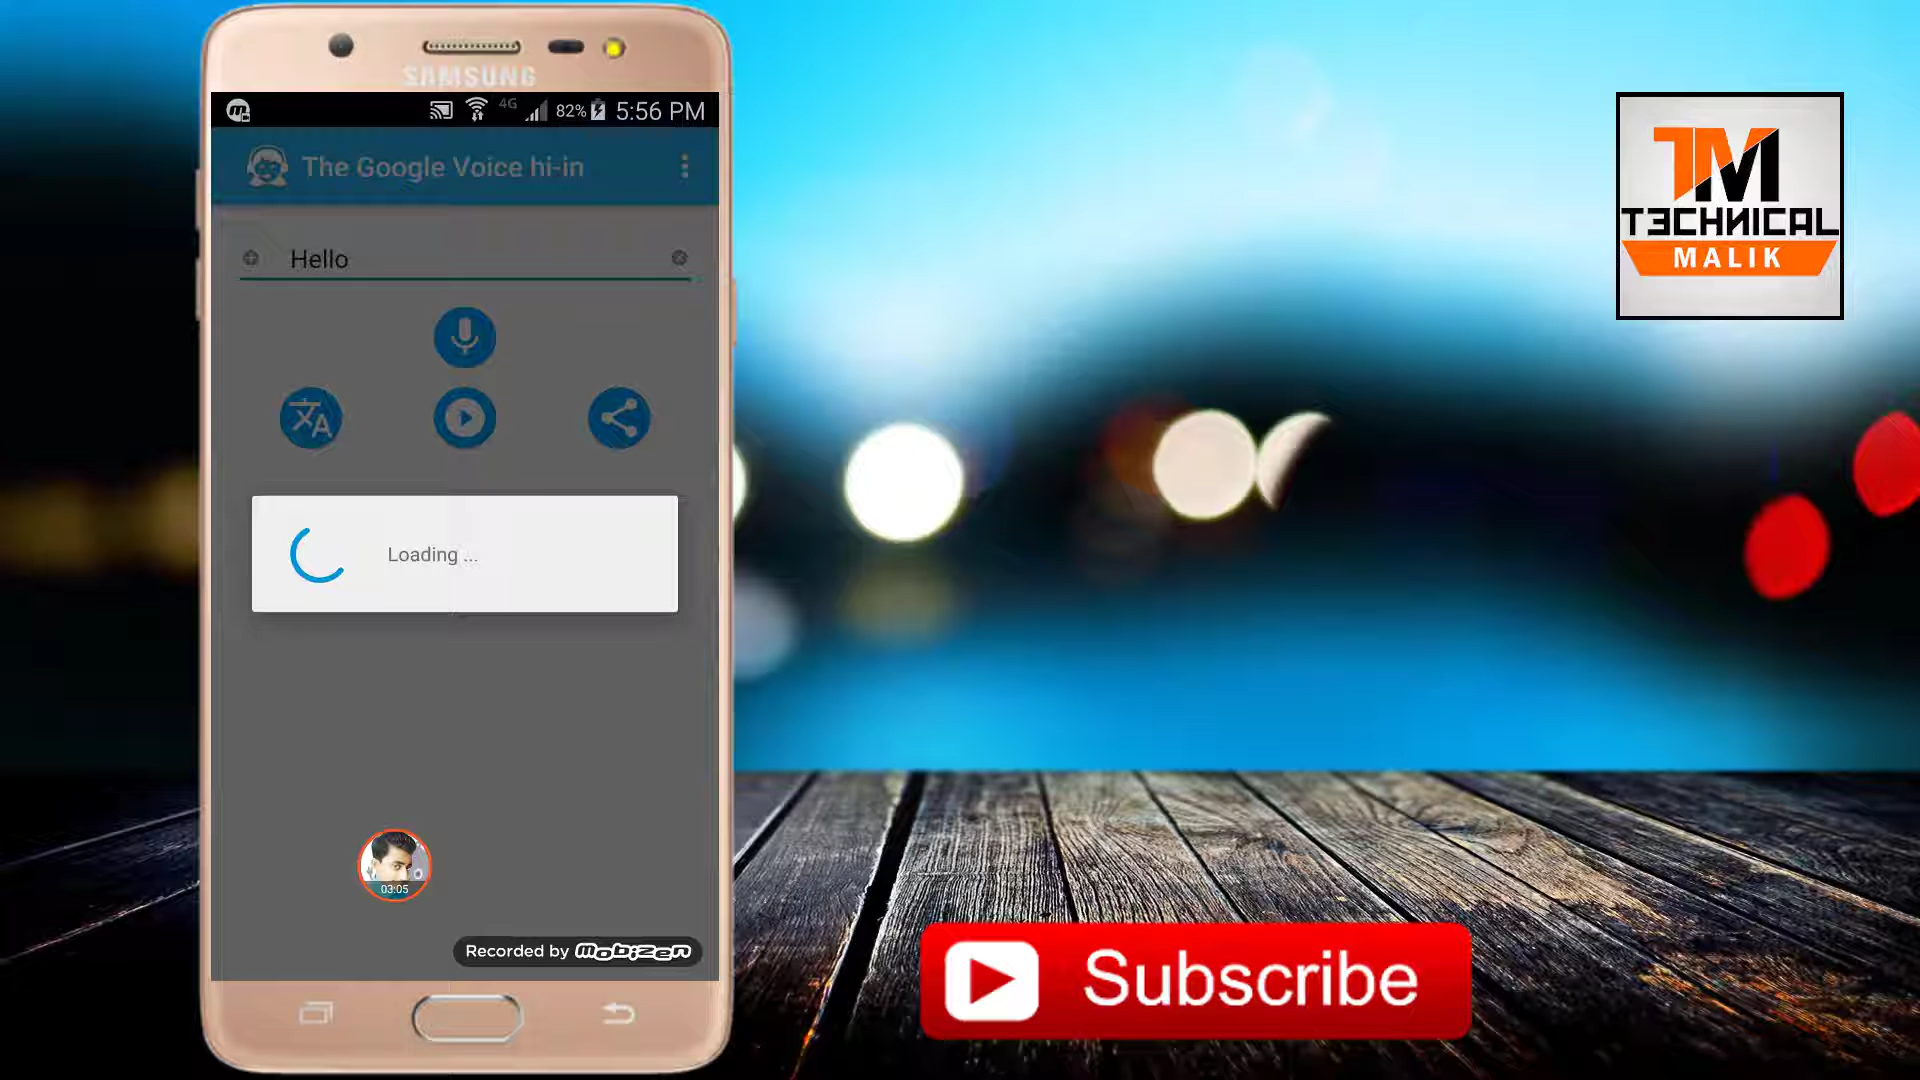 SAMSUNG
4G 82% 5:56 PM
The Google Voice hi-in
Hello
Loading ...
03:05
Recorded by mobizen
TM
TECHNICAL
MALIK
Subscribe